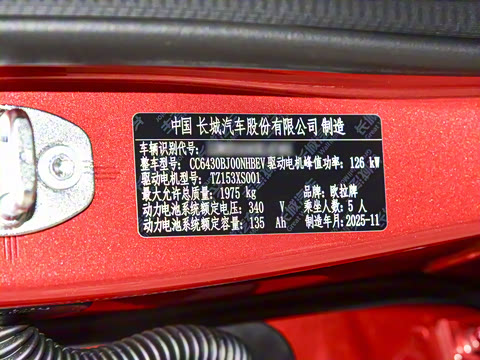 中国 长城汽车股份有限公司 制造
车辆识别代号:
整车型号: CC6430BJ00NHBEV 驱动电机峰值功率: 126 kW
驱动电机型号: TZ153XS001
最大允许总质量: 1975 kg 品牌: 欧拉牌
动力电池系统额定电压: 340 V 乘坐人数: 5 人
动力电池系统额定容量: 135 Ah 制造年月: 2025-11